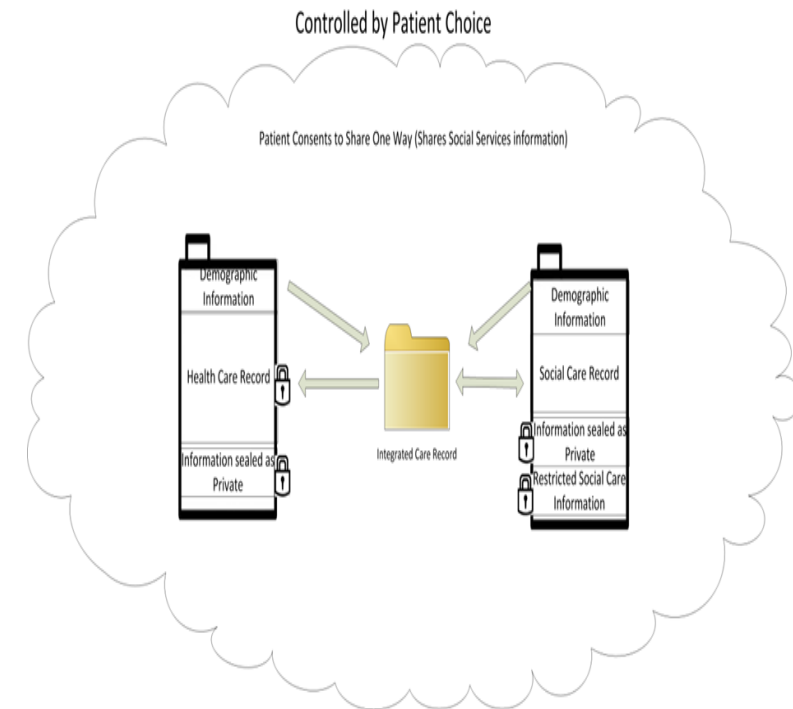 Controlled by Patient Choice
Patient Consents to Share One Way (Shares Social Services information)
Demographic
Information
Health Care Record
Information sealed as
Private
Integrated Care Record
Demographic
Information
Social Care Record
Information sealed as
Private
Restricted Social Care
Information